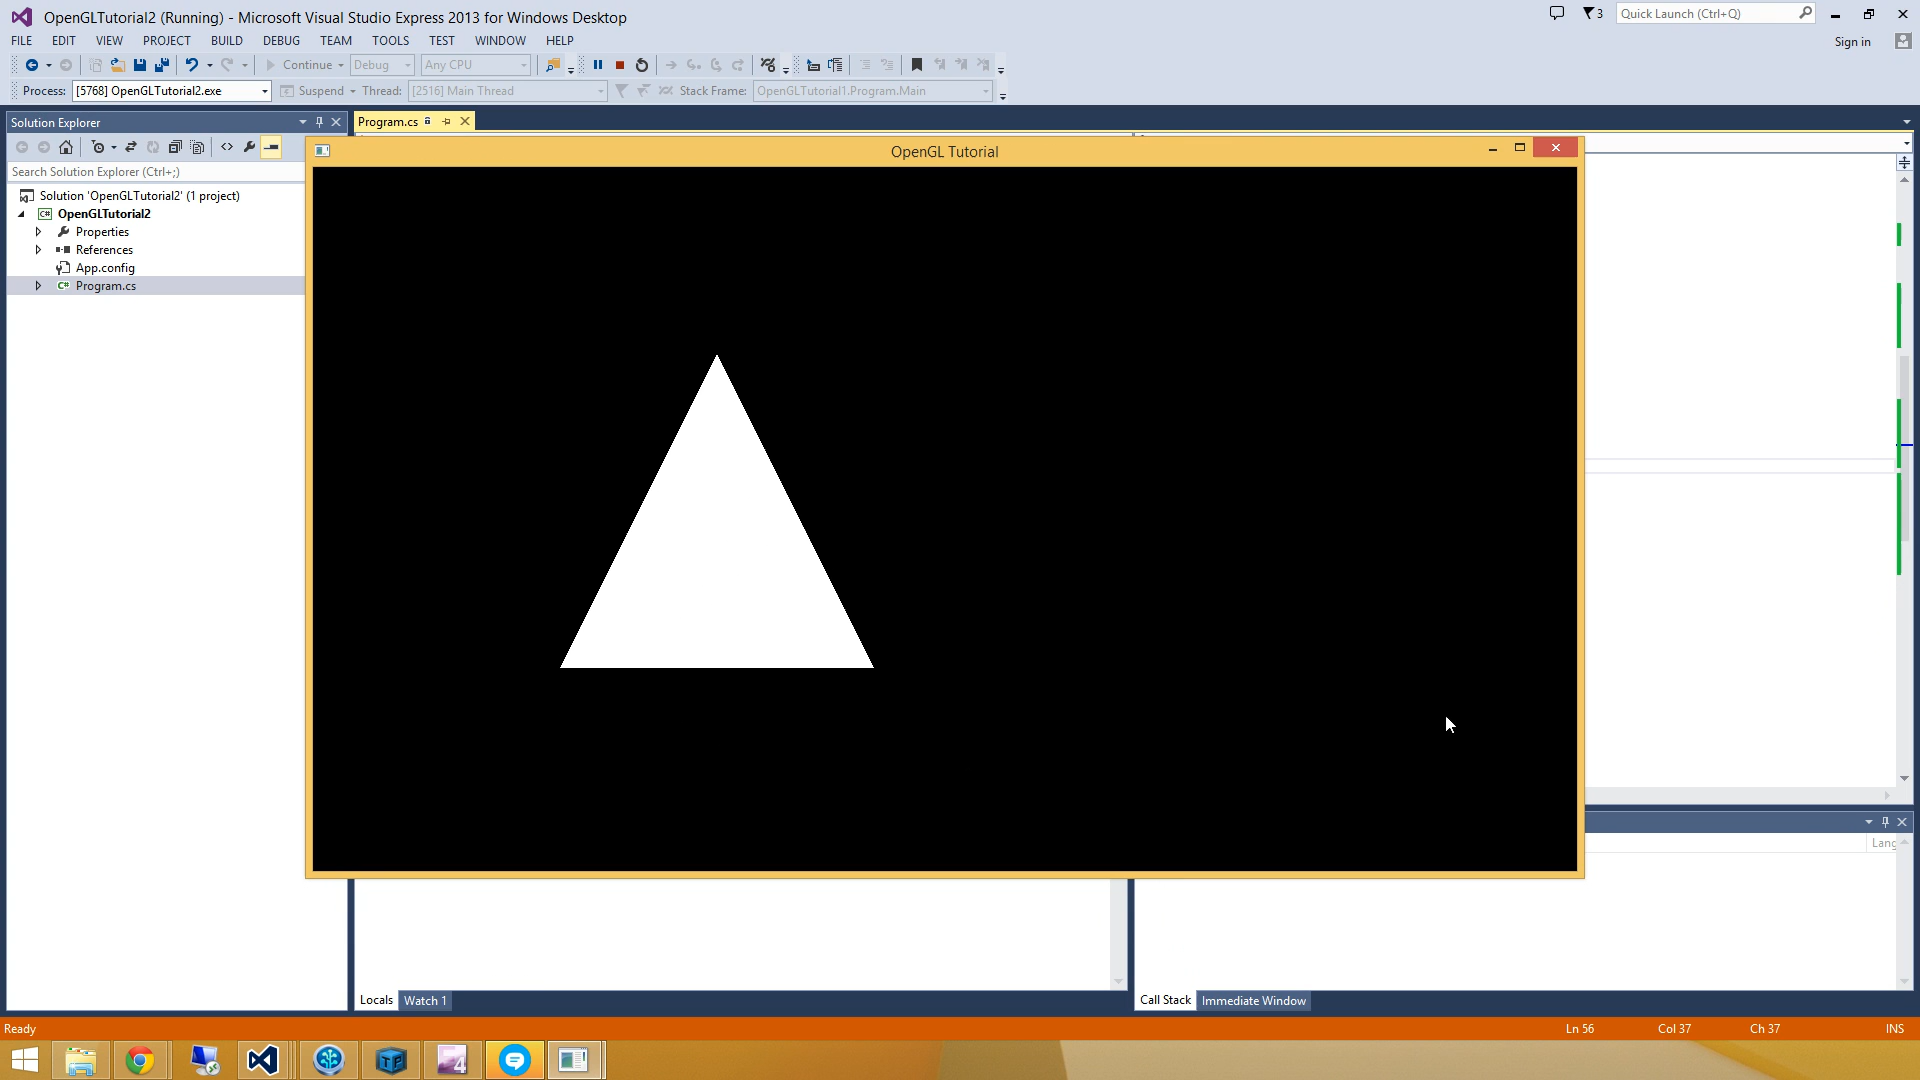 OpenGLTutorial2 (Running) - Microsoft Visual Studio Express 2013 for Windows Desktop
3
Quick Launch (Ctrl+Q)
FILE EDIT VIEW PROJECT BUILD DEBUG TEAM TOOLS TEST WINDOW HELP
Sign in
Continue Debug Any CPU
Process: [5768] OpenGLTutorial2.exe Suspend Thread: [2516] Main Thread Stack Frame: OpenGLTutorial1.Program.Main
Solution Explorer
Program.cs
Search Solution Explorer (Ctrl+;)
OpenGL Tutorial
Solution 'OpenGLTutorial2' (1 project)
C# OpenGLTutorial2
Properties
References
App.config
C# Program.cs
Lang
Locals Watch 1
Call Stack Immediate Window
Ready
Ln 56 Col 37 Ch 37 INS
TP
4